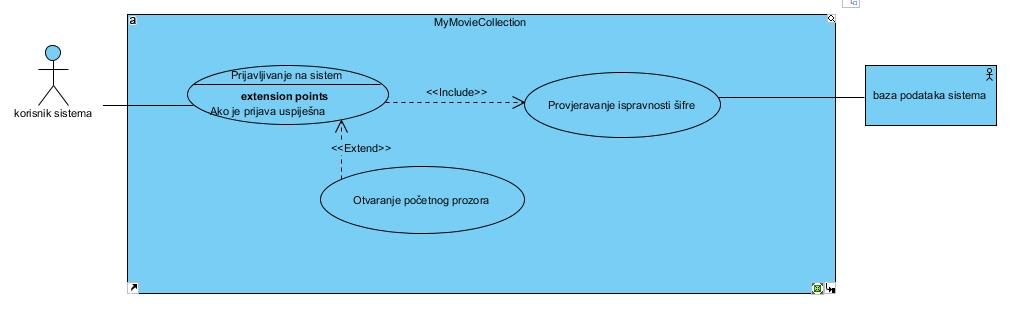 a
MyMovieCollection
Prijavljivanje na sistem
extension points
Ako je prijava uspiješna
<<Include>>
Provjeravanje ispravnosti šifre
baza podataka sistema
korisnik sistema
<<Extend>>
Otvaranje početnog prozora